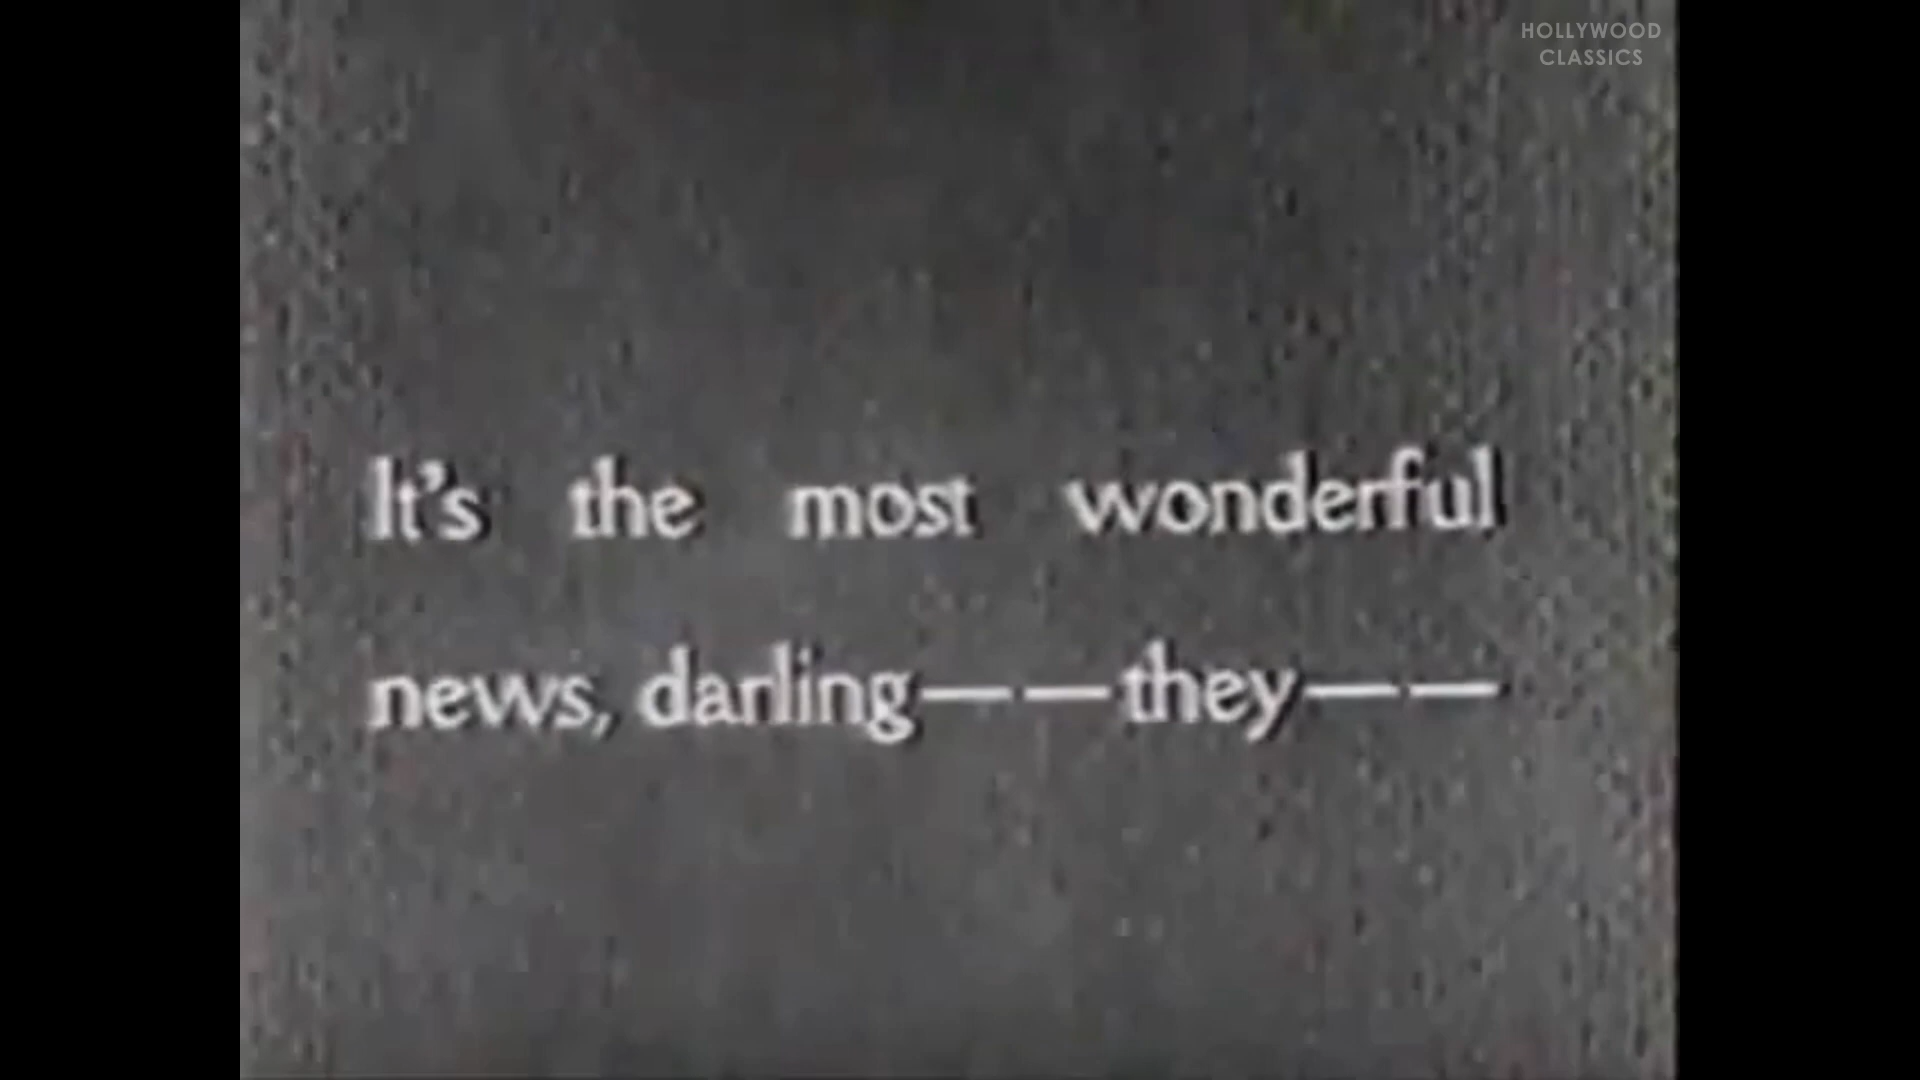 HOLLYWOOD
CLASSICS
It's the most wonderful
news, darling——they——